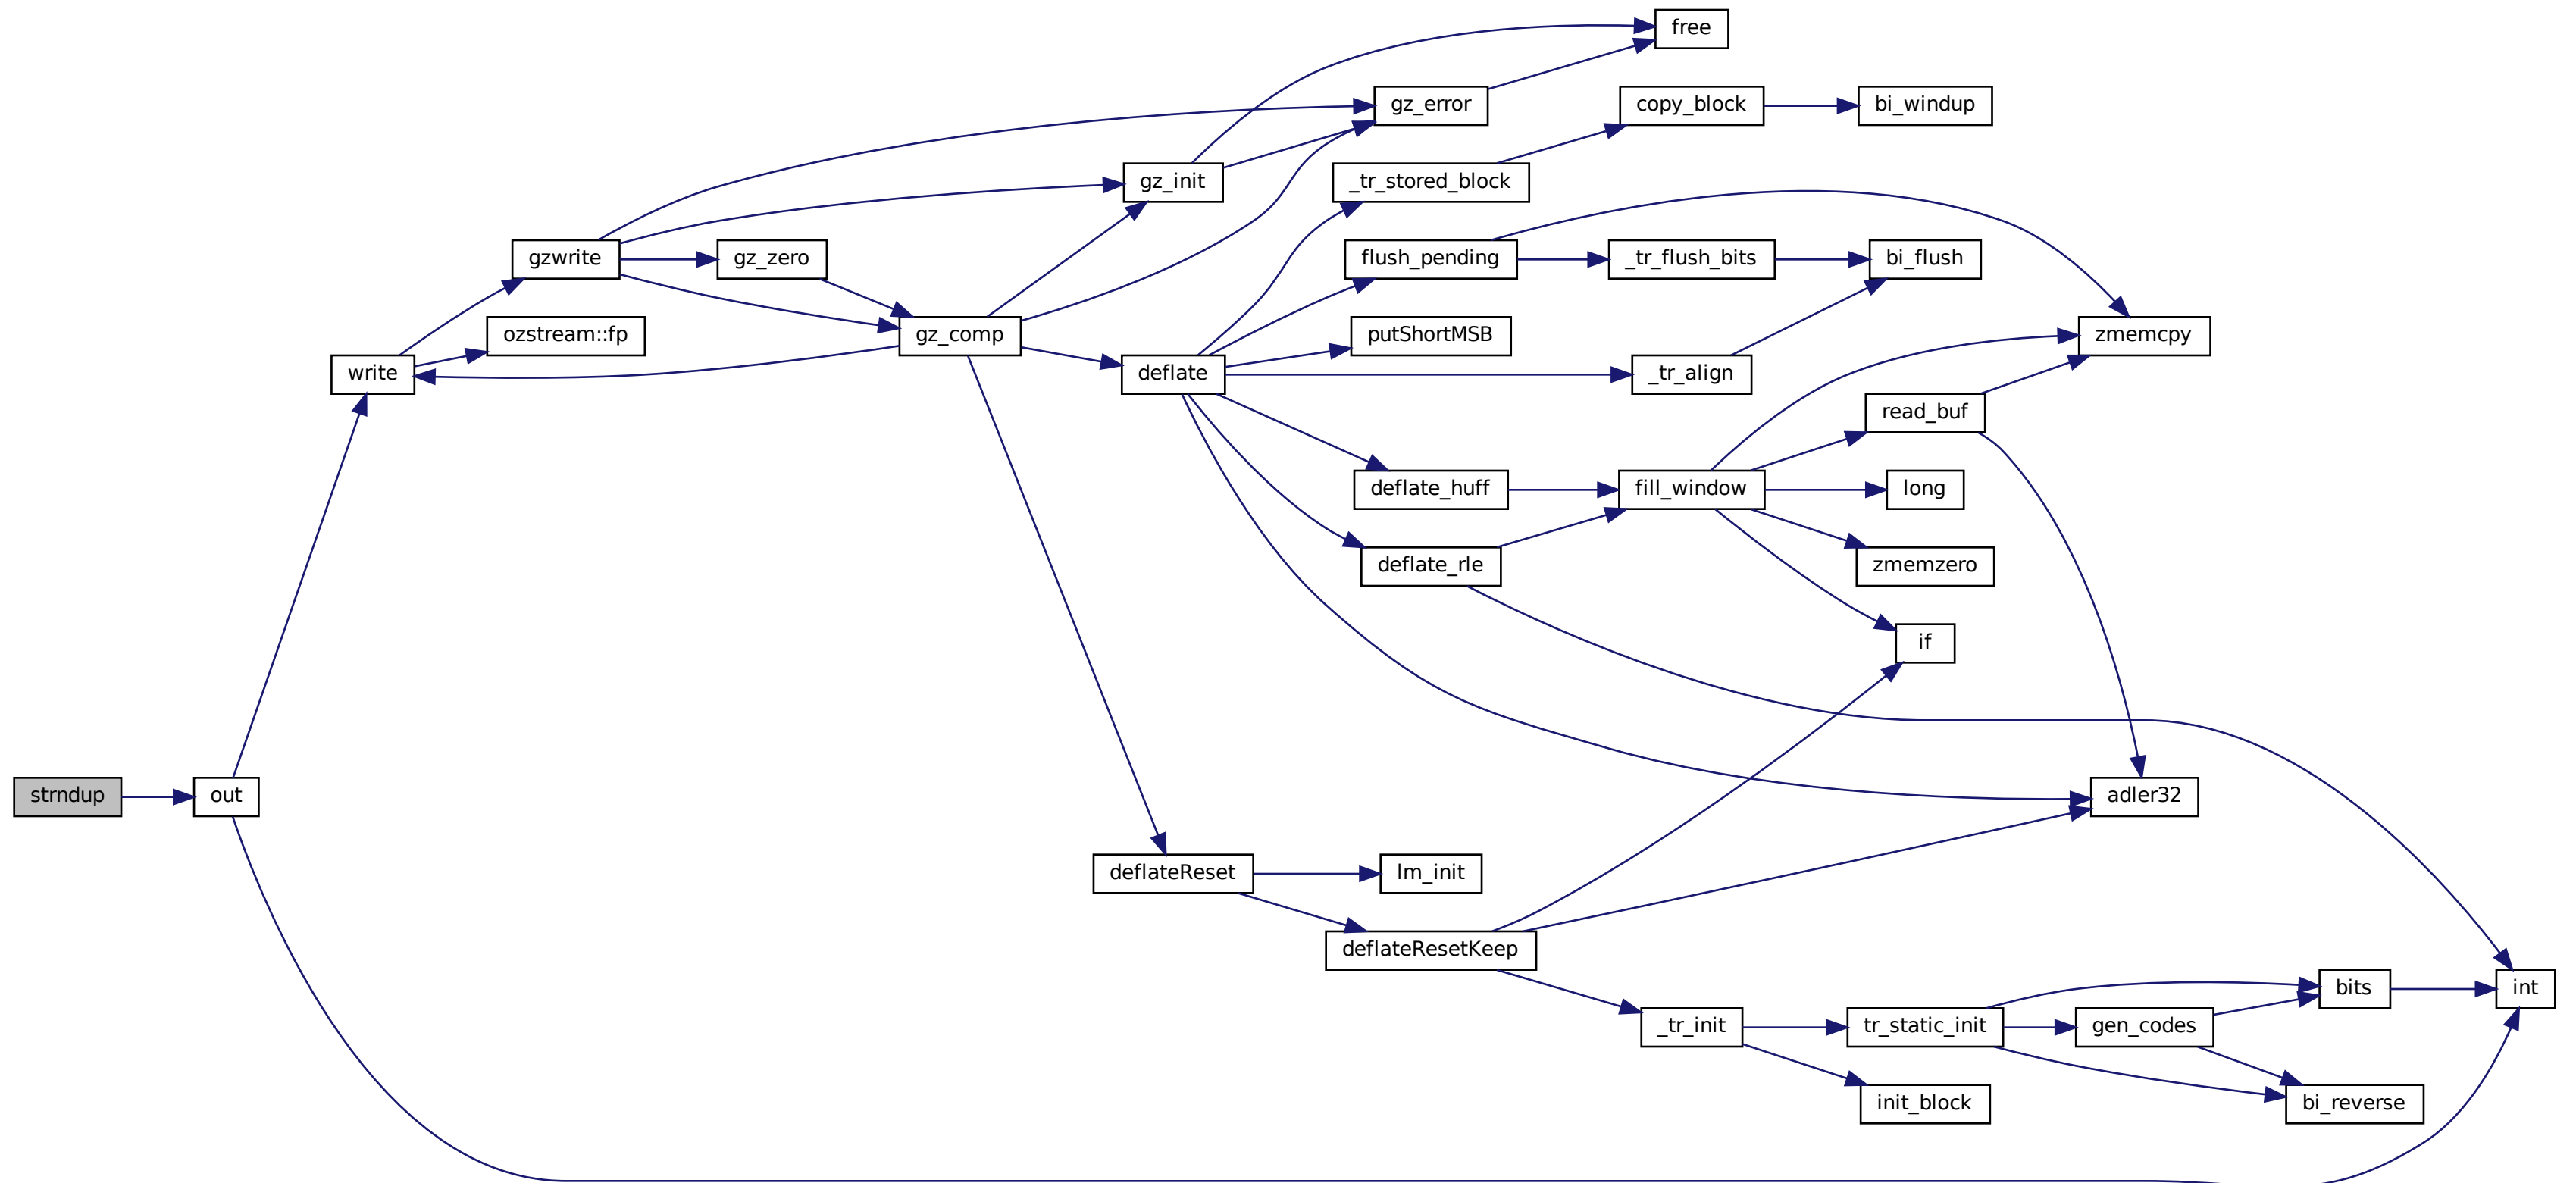 free
gz_error
copy_block
bi_windup
gz_init
_tr_stored_block
gzwrite
gz_zero
flush_pending
_tr_flush_bits
bi_flush
ozstream::fp
gz_comp
putShortMSB
zmemcpy
write
deflate
_tr_align
read_buf
deflate_huff
fill_window
long
deflate_rle
zmemzero
if
strndup
out
adler32
deflateReset
lm_init
deflateResetKeep
bits
int
_tr_init
tr_static_init
gen_codes
init_block
bi_reverse